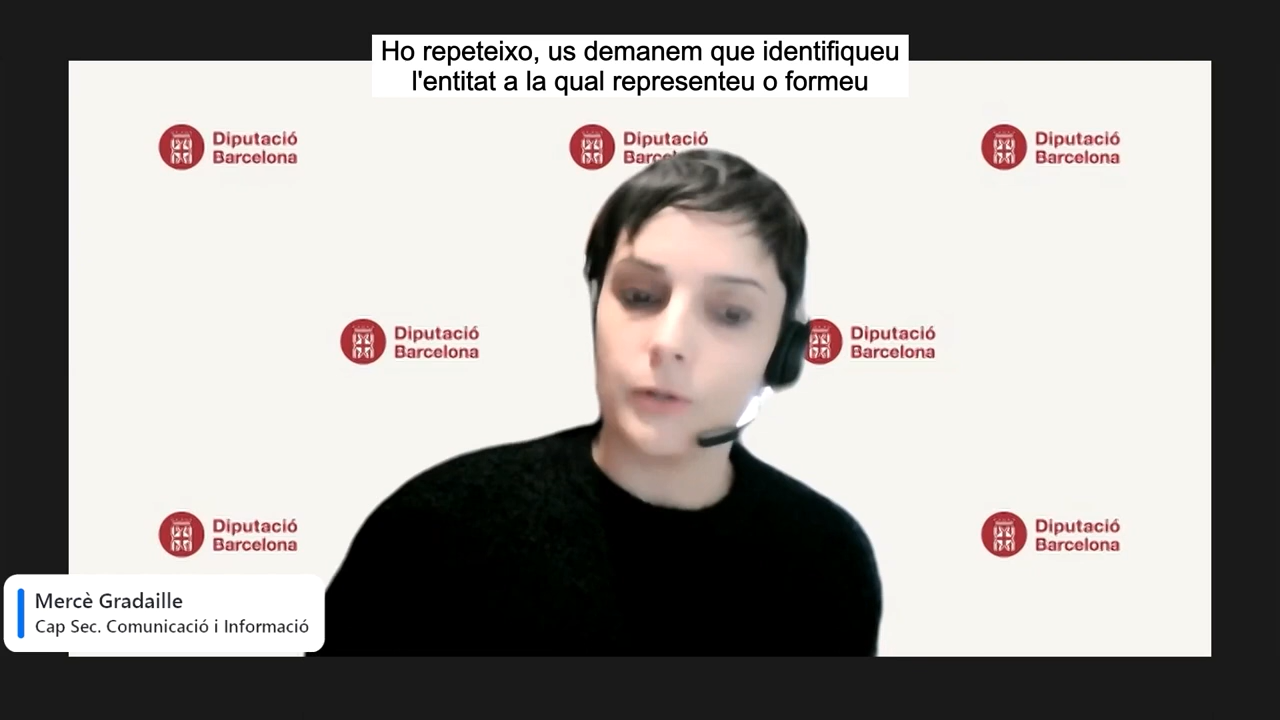 Ho repeteixo, us demanem que identifiqueu
l'entitat a la qual representeu o formeu
Diputació
Barcelona
Diputació
Barce
Diputació
Barcelona
Diputació
Barcelona
Diputació
Barcelona
Diputació
Barcelona
Diputació
Barcelona
Mercè Gradaille
Cap Sec. Comunicació i Informació